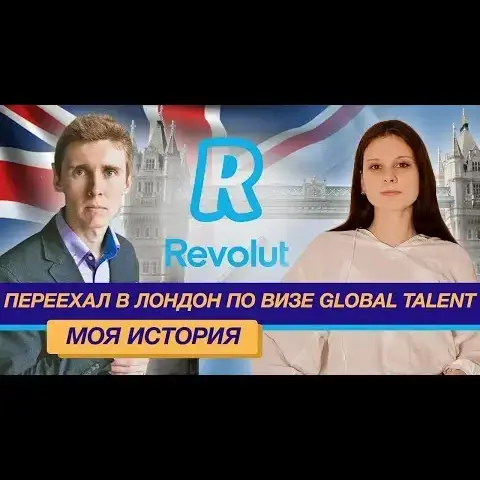 R
Revolut
ПЕРЕЕХАЛ В ЛОНДОН ПО ВИЗЕ GLOBAL TALENT
МОЯ ИСТОРИЯ